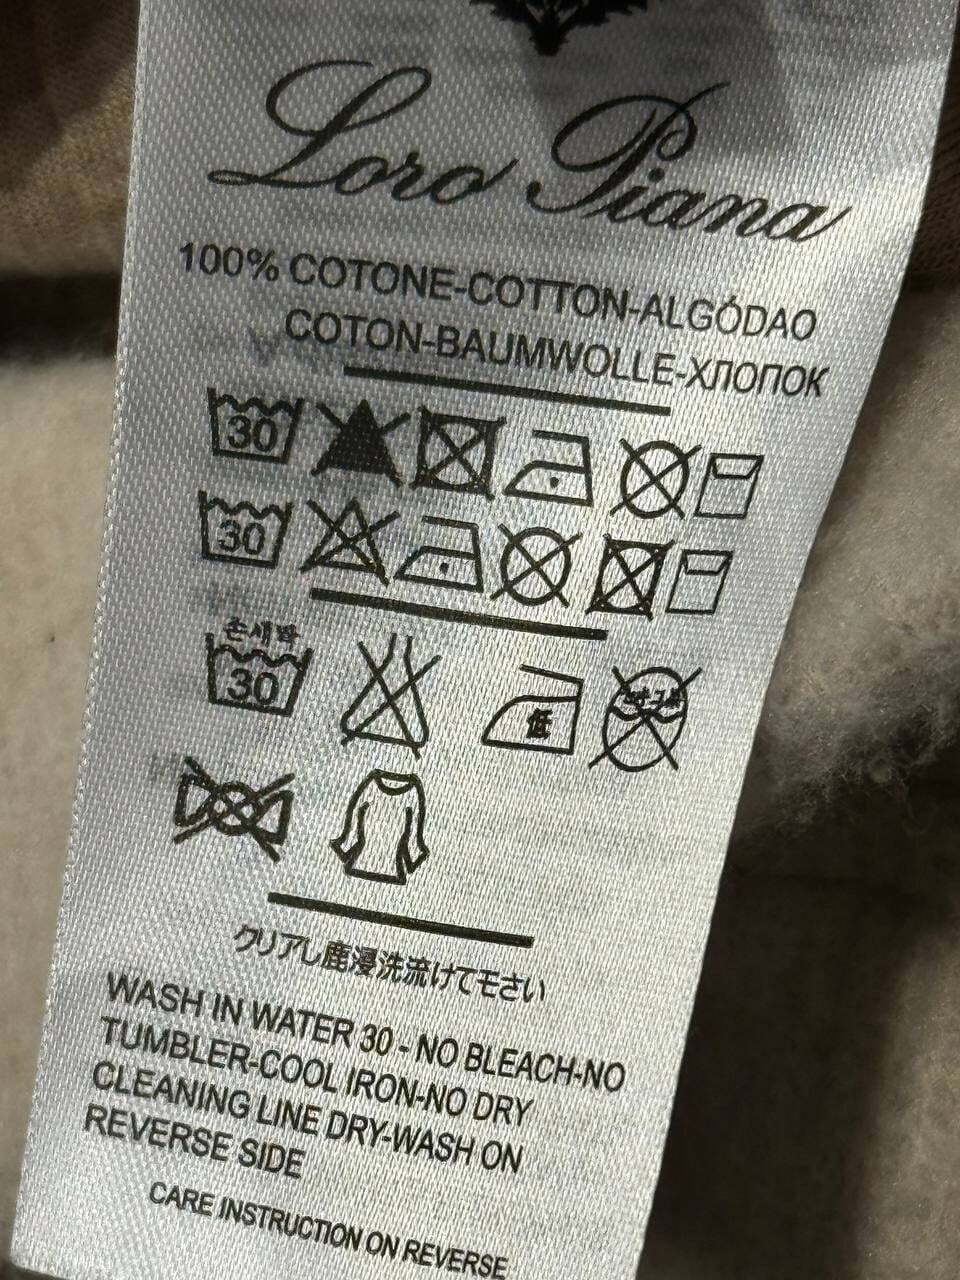 Loro Piana
100% COTONE-COTTON-ALGÓDAO
COTON-BAUMWOLLE-ХЛОПОК
30
30
손세탁
30 低
クリアし鹿浸洗流けて모さい
WASH IN WATER 30 - NO BLEACH-NO
TUMBLER-COOL IRON-NO DRY
CLEANING LINE DRY-WASH ON
REVERSE SIDE
CARE INSTRUCTION ON REVERSE